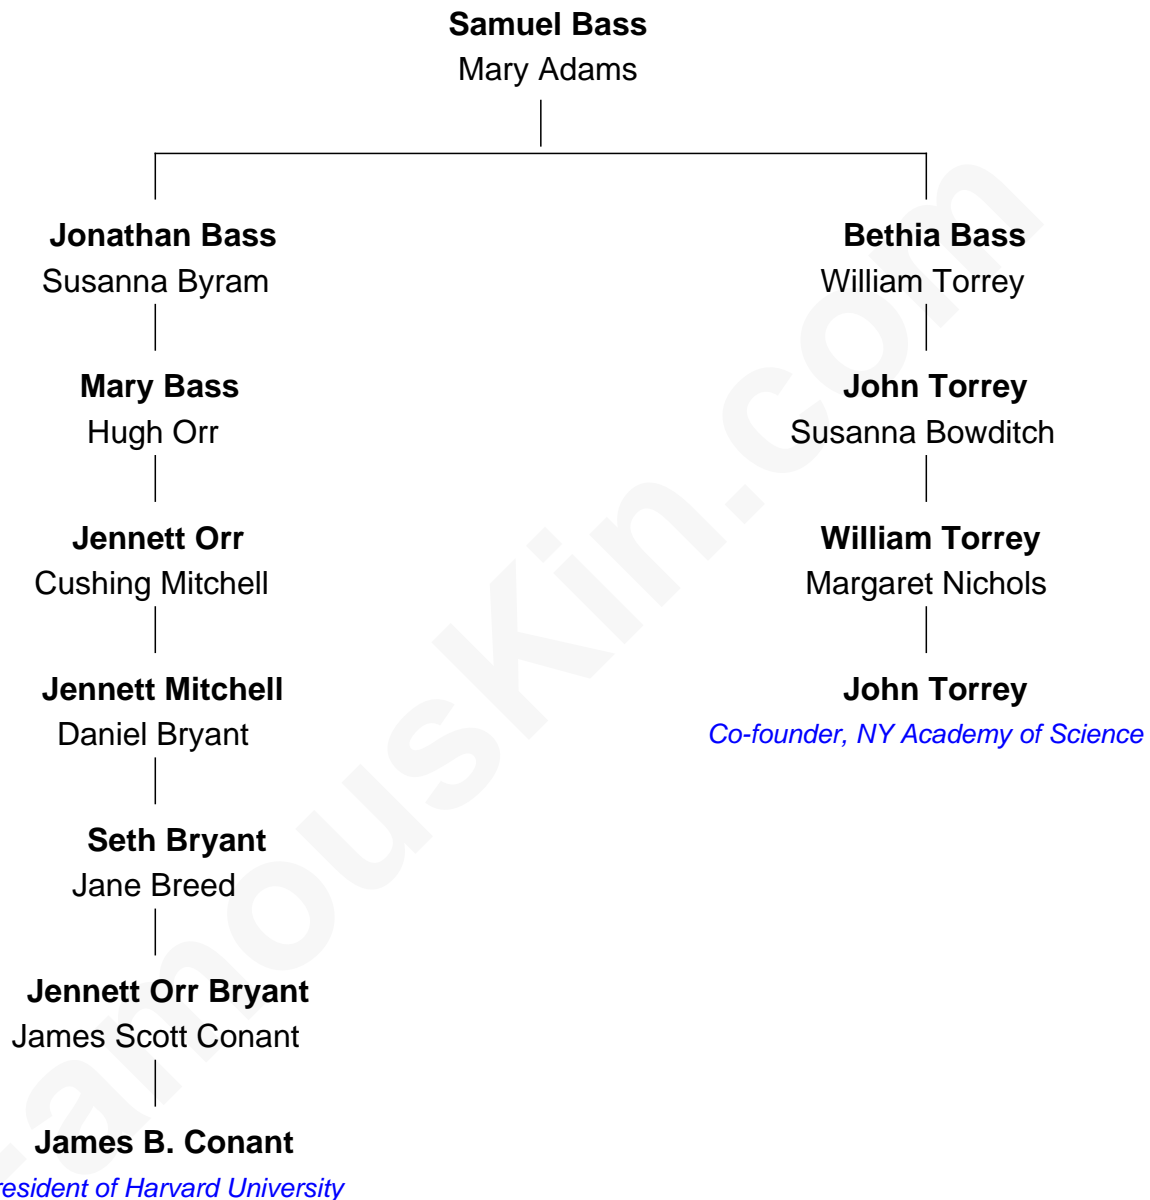 Samuel Bass
Mary Adams
Jonathan Bass
Susanna Byram
Mary Bass
Hugh Orr
Jennett Orr
Cushing Mitchell
Jennett Mitchell
Daniel Bryant
Seth Bryant
Jane Breed
Jennett Orr Bryant
James Scott Conant
James B. Conant
resident of Harvard University
Bethia Bass
William Torrey
John Torrey
Susanna Bowditch
William Torrey
Margaret Nichols
John Torrey
Co-founder, NY Academy of Science
amouskin.com